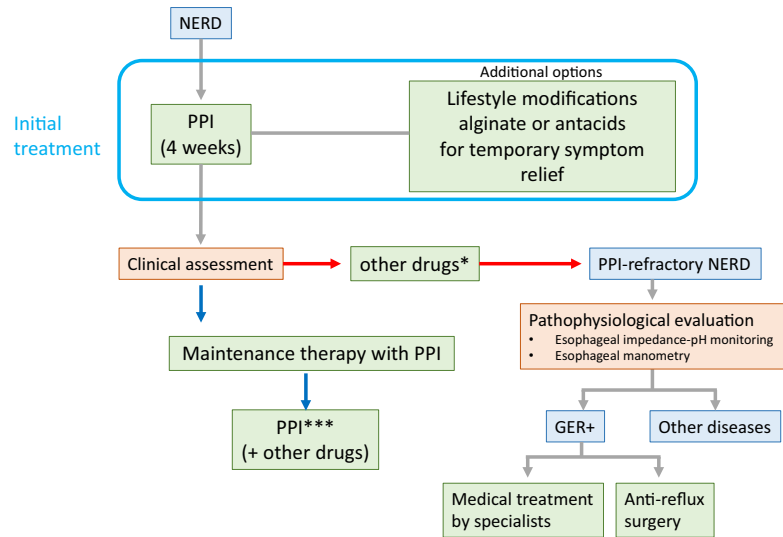 NERD
Initial
treatment
PPI
(4 weeks)
Additional options
Lifestyle modifications
alginate or antacids
for temporary symptom
relief
Clinical assessment
other drugs*
PPI-refractory NERD
Pathophysiological evaluation
• Esophageal impedance-pH monitoring
• Esophageal manometry
Maintenance therapy with PPI
PPI***
(+ other drugs)
GER+
Other diseases
Medical treatment
by specialists
Anti-reflux
surgery